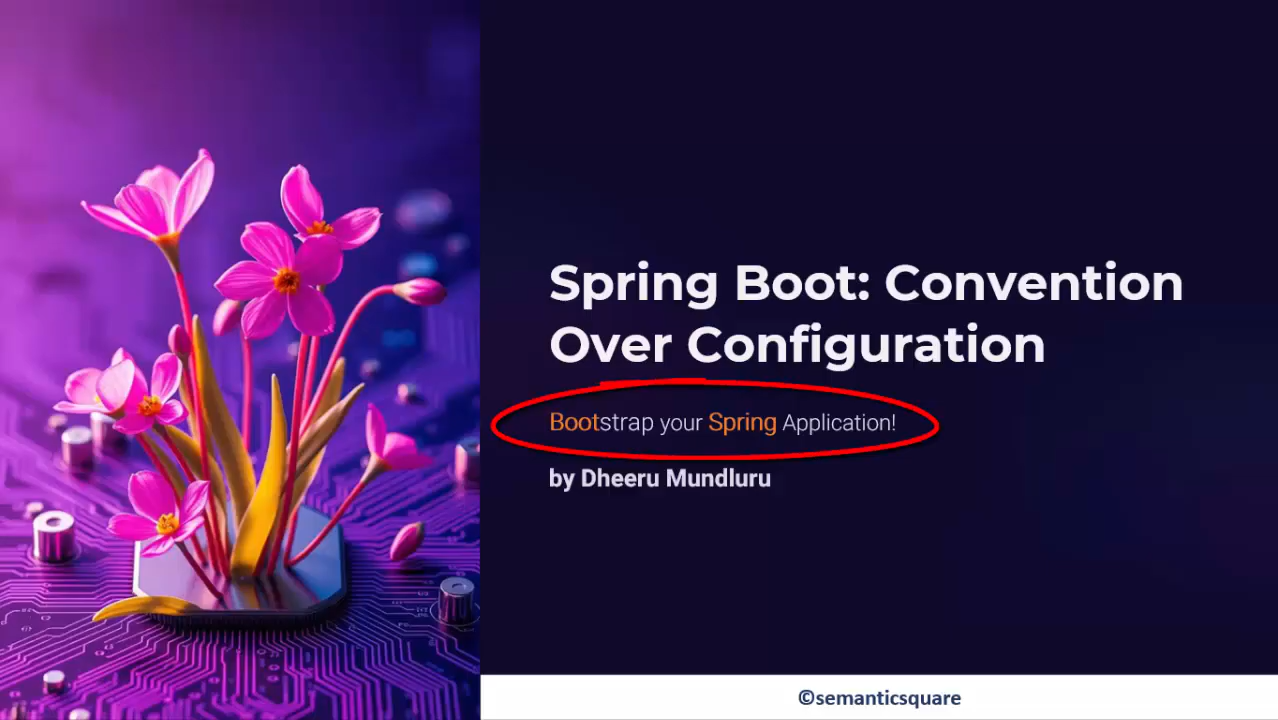 Spring Boot: Convention
Over Configuration
Bootstrap your Spring Application!
by Dheeru Mundluru
©semanticsquare